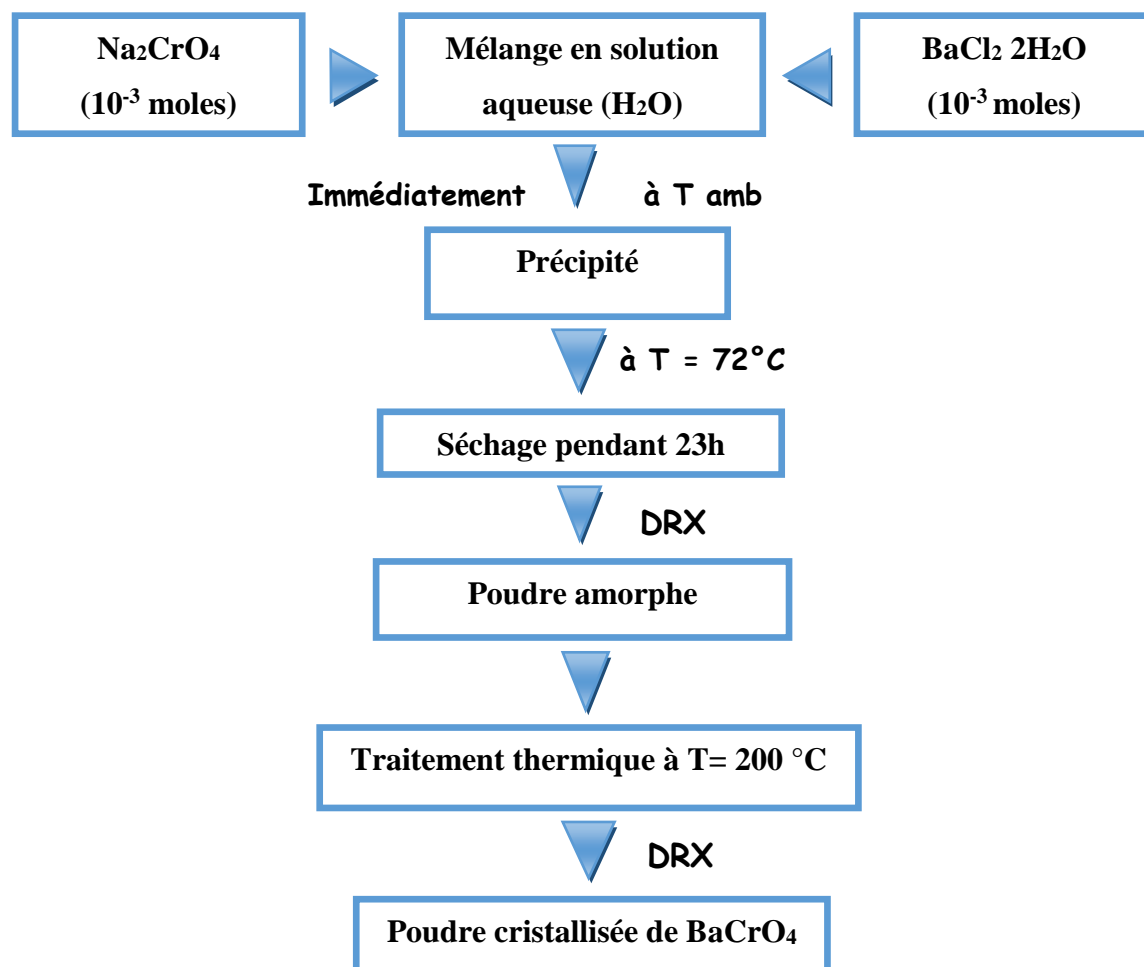 Na₂CrO₄
(10⁻³ moles)
Mélange en solution
aqueuse (H₂O)
BaCl₂ 2H₂O
(10⁻³ moles)
Immédiatement à T amb
Précipité
à T = 72°C
Séchage pendant 23h
DRX
Poudre amorphe
Traitement thermique à T= 200 °C
DRX
Poudre cristallisée de BaCrO₄